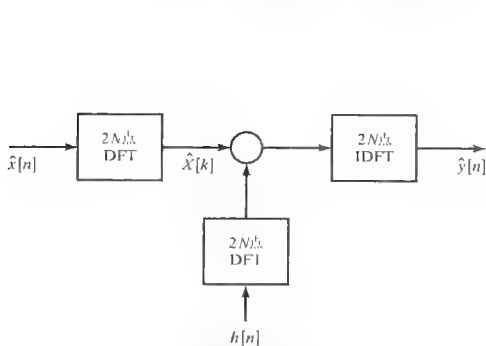 2N点
DFT
2N点
IDFT
x̂[n]
X̂[k]
ŷ[n]
2N点
DFT
h[n]